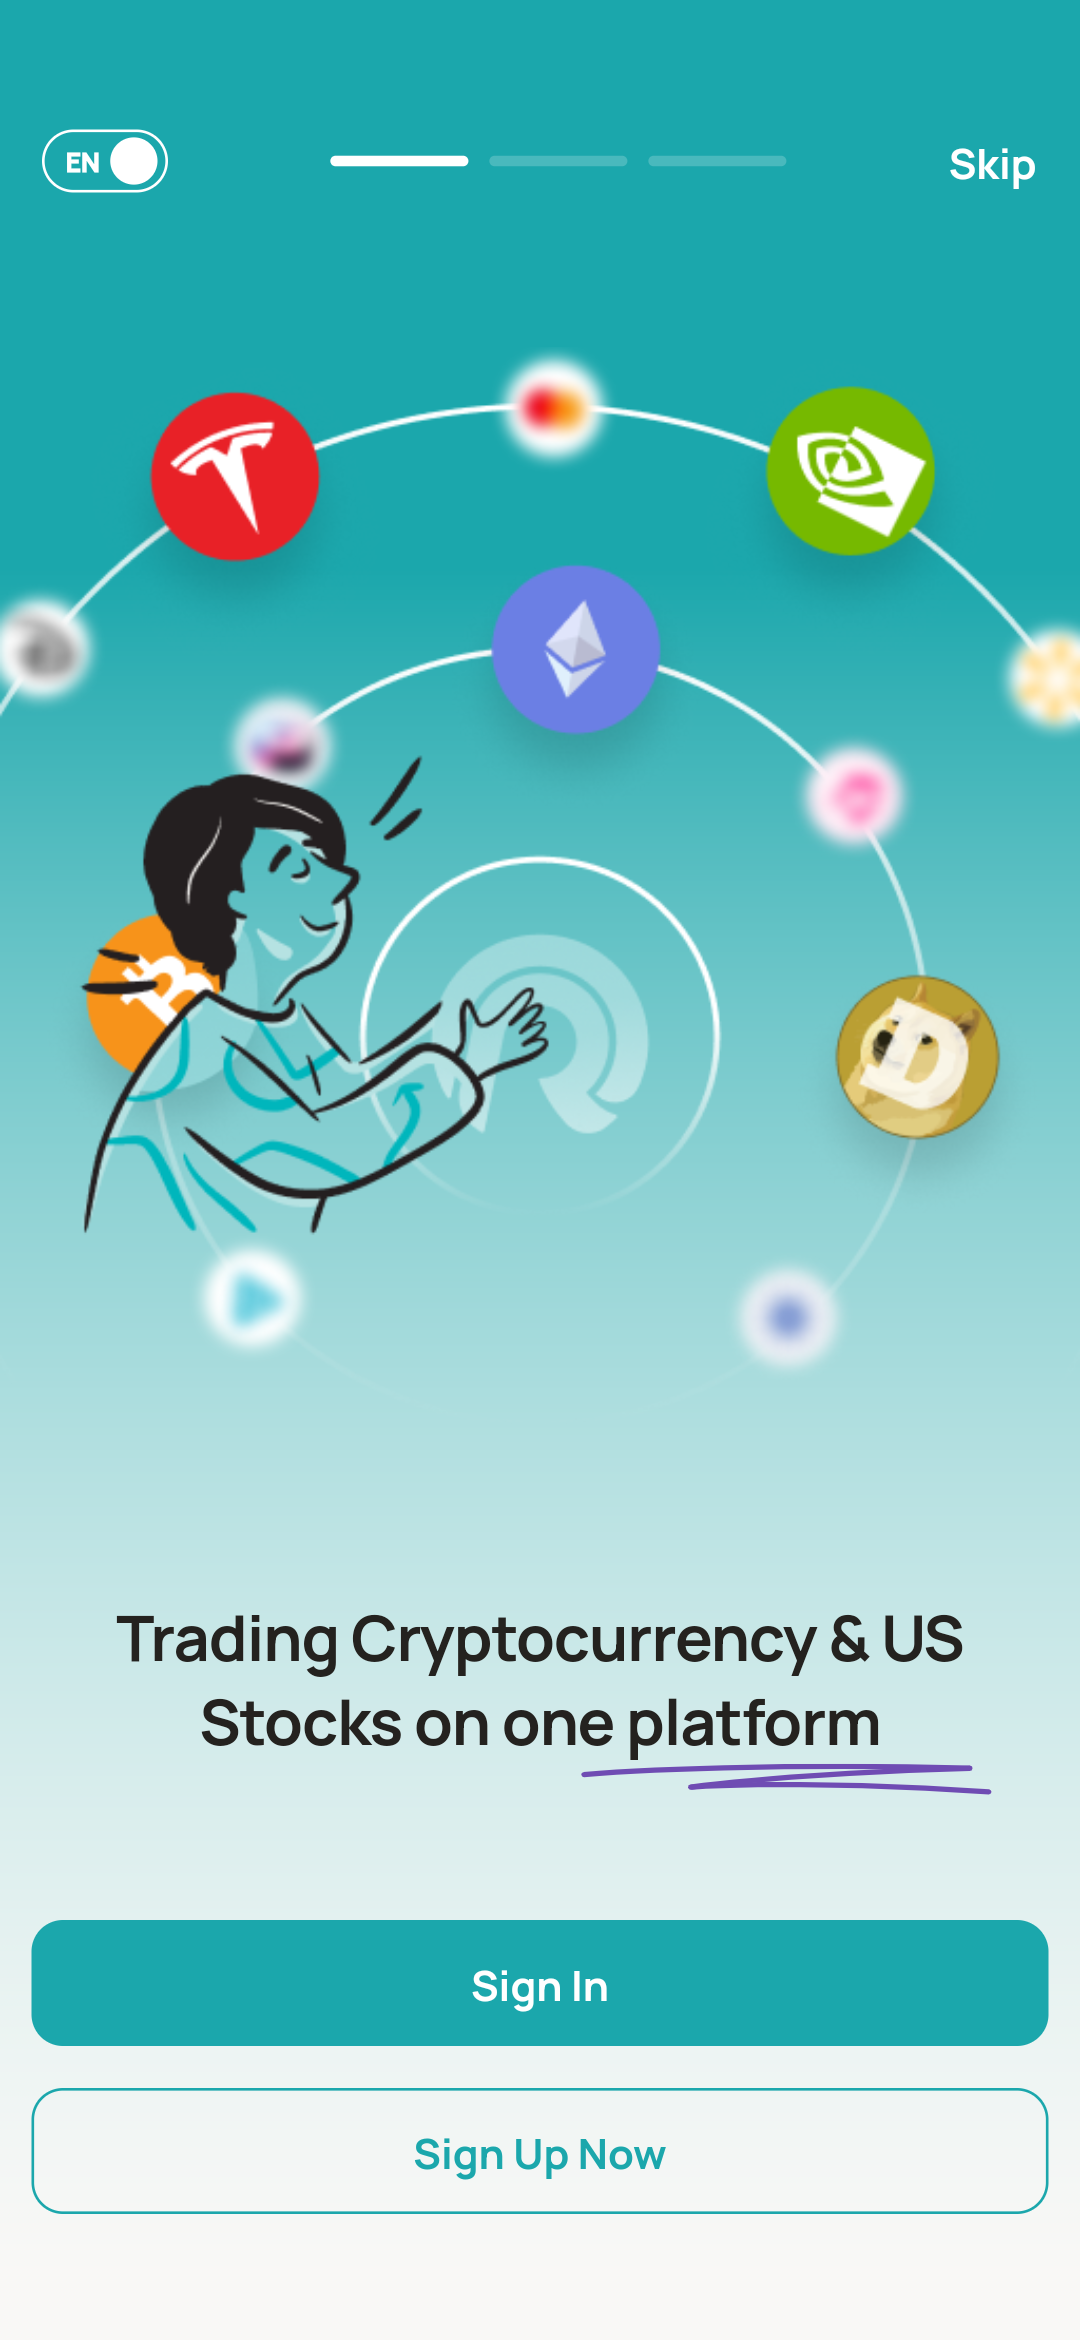 EN
Skip
Trading Cryptocurrency & US
Stocks on one platform
Sign In
Sign Up Now